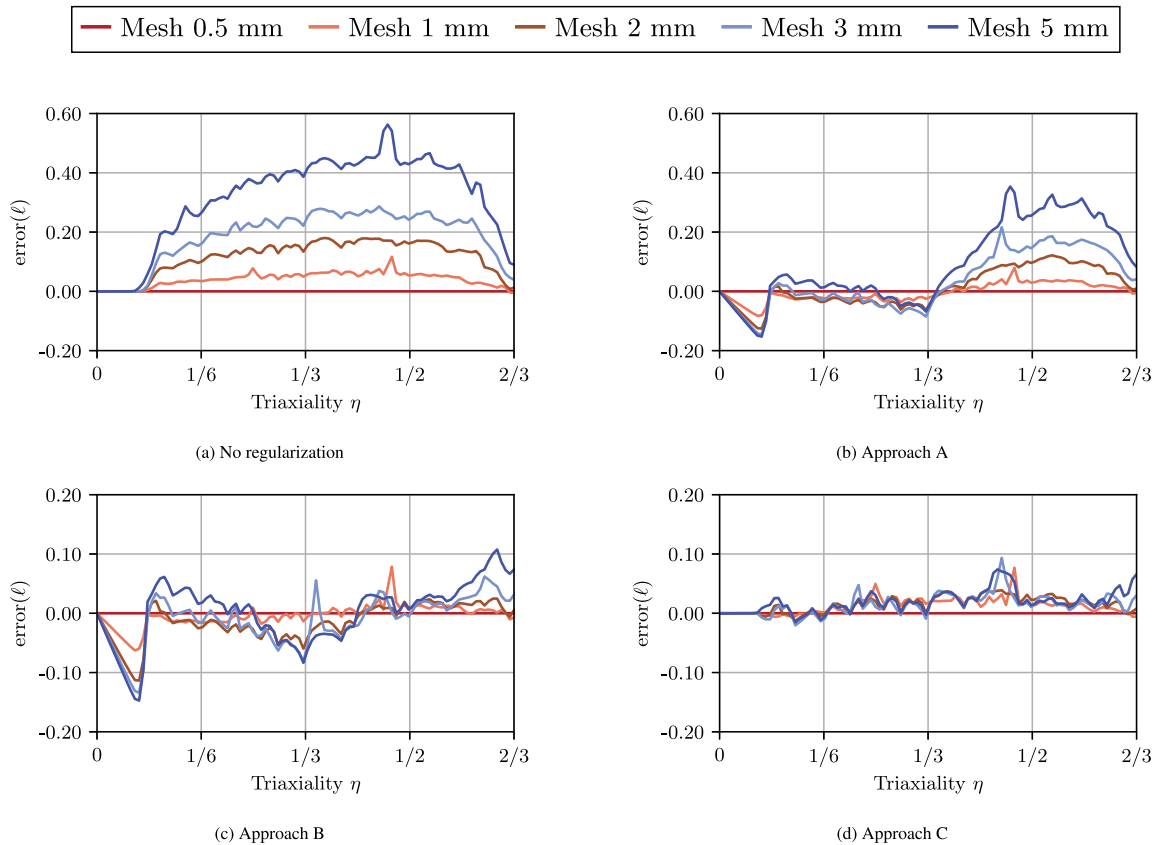 Mesh 0.5 mm Mesh 1 mm Mesh 2 mm Mesh 3 mm Mesh 5 mm
0.60
0.40
0.20
0.00
-0.20
error(ℓ)
0 1/6 1/3 1/2 2/3
Triaxiality η
(a) No regularization
0.60
0.40
0.20
0.00
-0.20
error(ℓ)
0 1/6 1/3 1/2 2/3
Triaxiality η
(b) Approach A
0.20
0.10
0.00
-0.10
-0.20
error(ℓ)
0 1/6 1/3 1/2 2/3
Triaxiality η
(c) Approach B
0.20
0.10
0.00
-0.10
-0.20
error(ℓ)
0 1/6 1/3 1/2 2/3
Triaxiality η
(d) Approach C